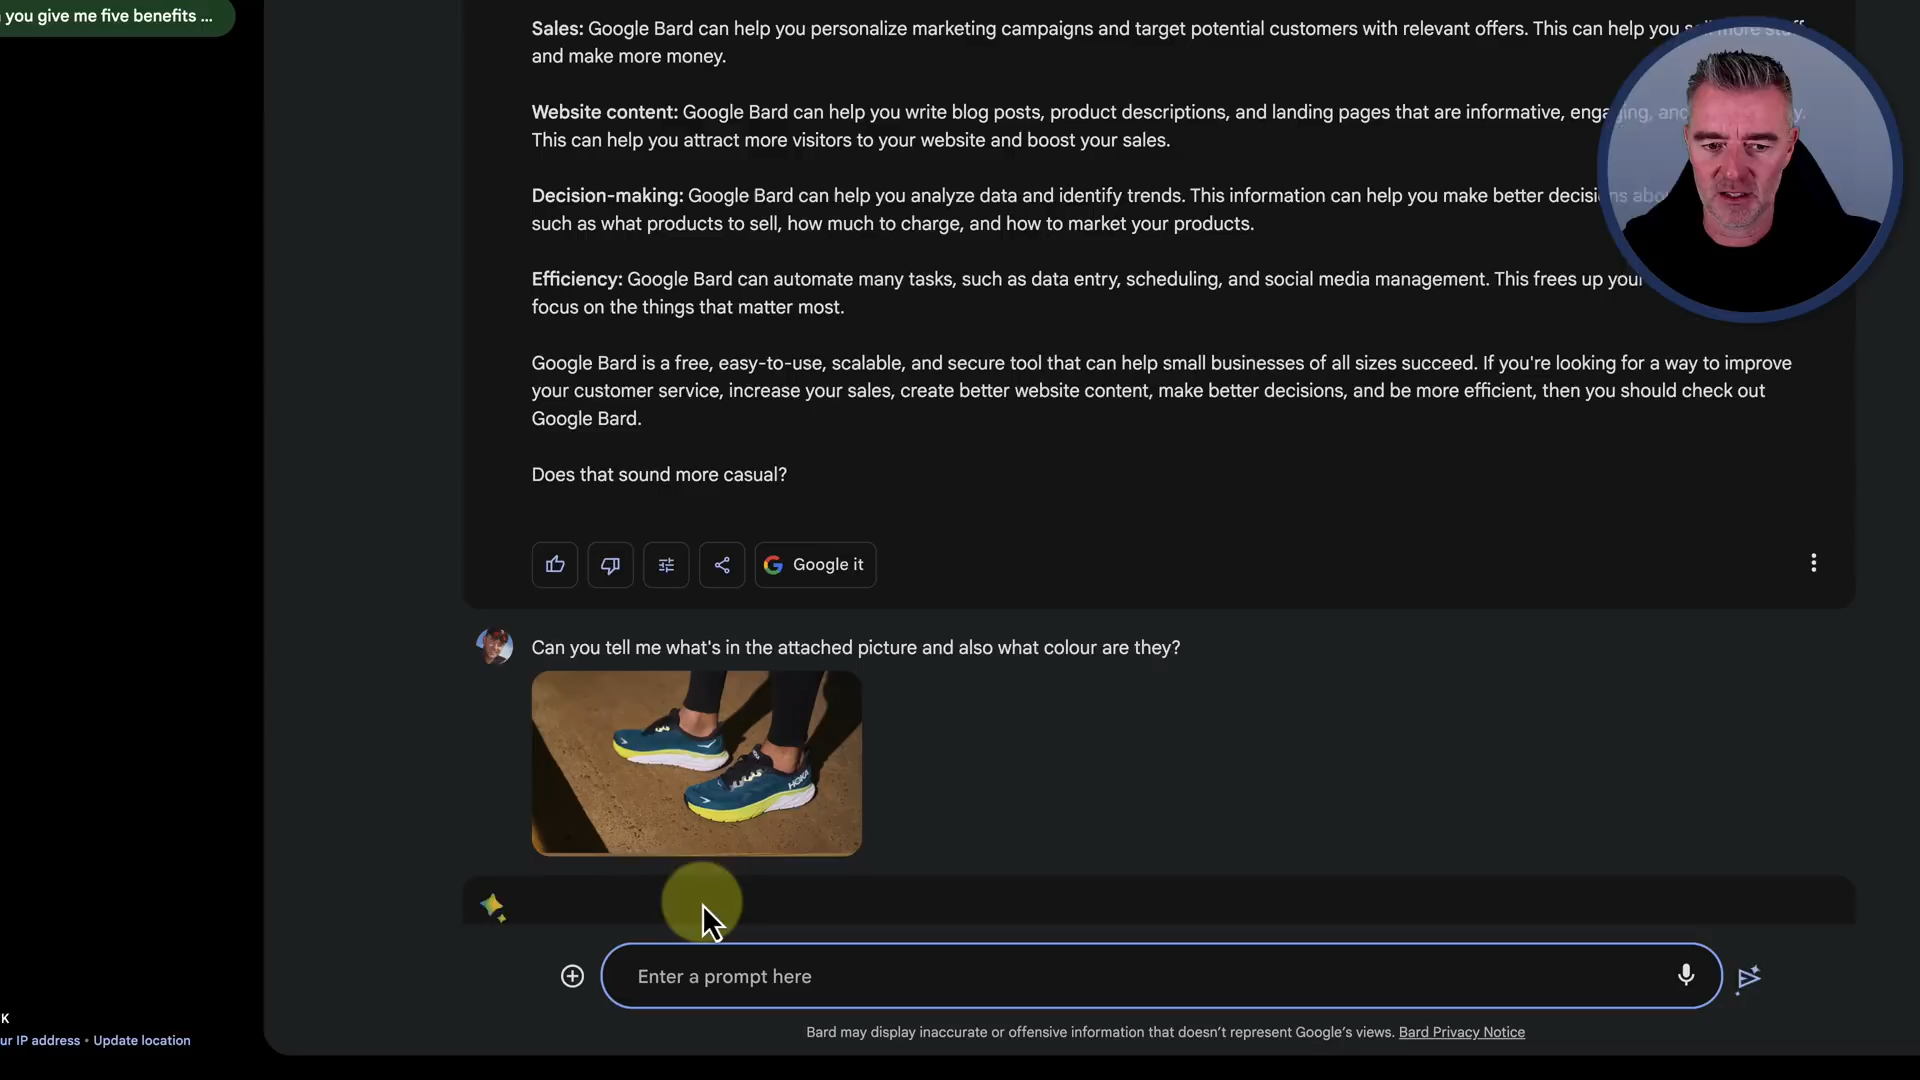 you give me five benefits ...
Sales: Google Bard can help you personalize marketing campaigns and target potential customers with relevant offers. This can help you sell more stuff
and make more money.
Website content: Google Bard can help you write blog posts, product descriptions, and landing pages that are informative, engaging, and
This can help you attract more visitors to your website and boost your sales.
Decision-making: Google Bard can help you analyze data and identify trends. This information can help you make better decisions
such as what products to sell, how much to charge, and how to market your products.
Efficiency: Google Bard can automate many tasks, such as data entry, scheduling, and social media management. This frees up your
focus on the things that matter most.
Google Bard is a free, easy-to-use, scalable, and secure tool that can help small businesses of all sizes succeed. If you're looking for a way to improve
your customer service, increase your sales, create better website content, make better decisions, and be more efficient, then you should check out
Google Bard.
Does that sound more casual?
Google it
Can you tell me what's in the attached picture and also what colour are they?
HOKA
Enter a prompt here
K
ur IP address • Update location
Bard may display inaccurate or offensive information that doesn't represent Google's views. Bard Privacy Notice